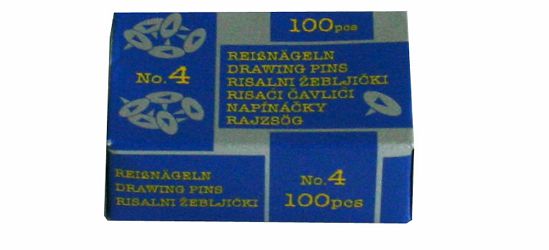 100pcs
No.4
REIßNÄGELN
DRAWING PINS
RISALNI ŽEBLJIČKI
RISAĆI ČAVLIĆI
NAPÍNÁČKY
RAJZSÖG
REIßNÄGELN
DRAWING PINS
RISALNI ŽEBLJIČKI
No.4
100pcs